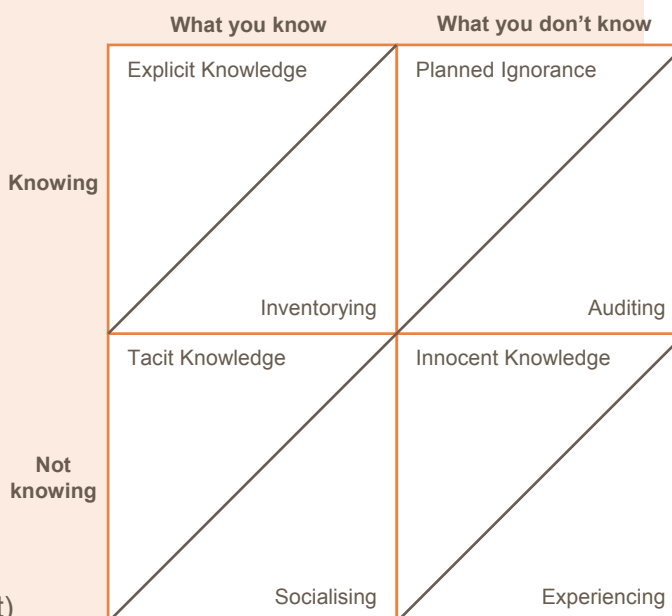 What you know What you don't know
Explicit Knowledge Planned Ignorance
Knowing
Inventorying Auditing
Tacit Knowledge Innocent Knowledge
Not
knowing
Socialising Experiencing